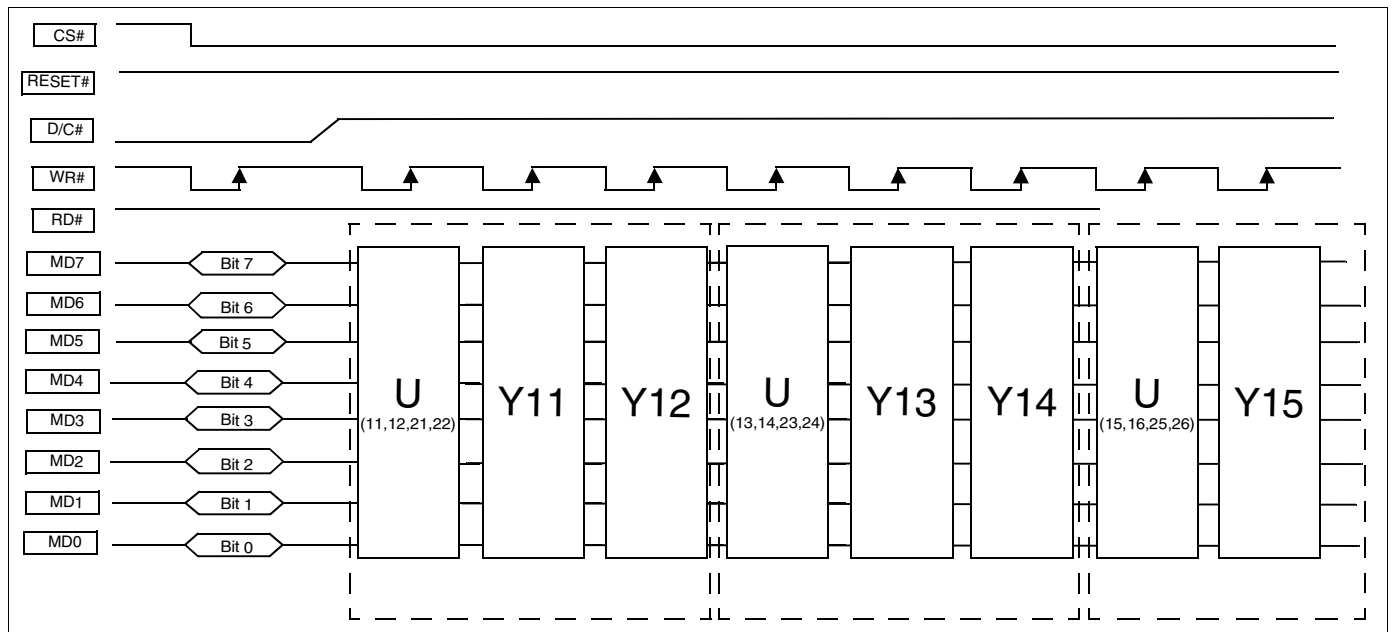 CS#
RESET#
D/C#
WR#
RD#
MD7 Bit 7
MD6 Bit 6
MD5 Bit 5
MD4 Bit 4
MD3 Bit 3
MD2 Bit 2
MD1 Bit 1
MD0 Bit 0
U Y11 Y12 U Y13 Y14 U Y15
(11,12,21,22) (13,14,23,24) (15,16,25,26)